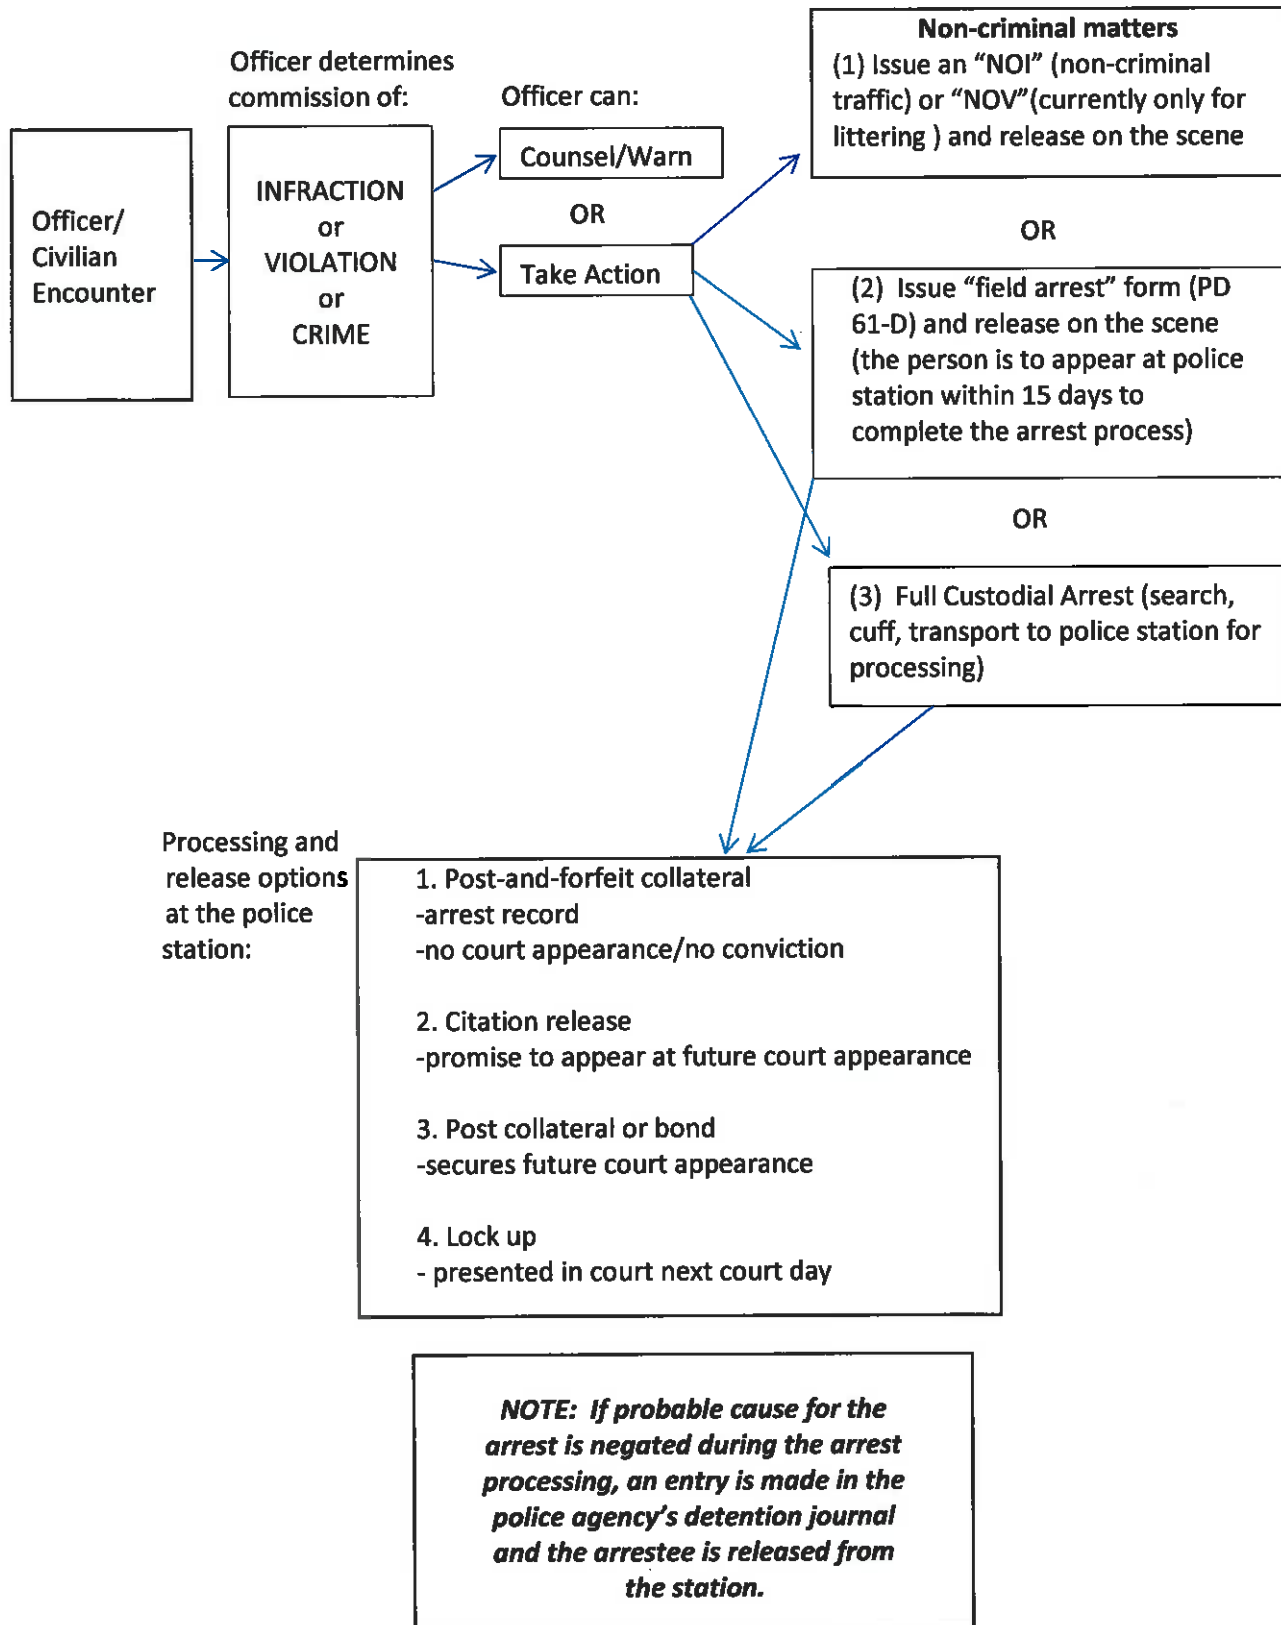 Officer determines
commission of:
Officer/
Civilian
Encounter
INFRACTION
or
VIOLATION
or
CRIME
Officer can:
Counsel/Warn
OR
Take Action
Non-criminal matters
(1) Issue an “NOI” (non-criminal
traffic) or “NOV”(currently only for
littering ) and release on the scene
OR
(2)  Issue “field arrest” form (PD
61-D) and release on the scene
(the person is to appear at police
station within 15 days to
complete the arrest process)
OR
(3)  Full Custodial Arrest (search,
cuff, transport to police station for
processing)
Processing and
release options
at the police
station:
1. Post-and-forfeit collateral
-arrest record
-no court appearance/no conviction
2. Citation release
-promise to appear at future court appearance
3. Post collateral or bond
-secures future court appearance
4. Lock up
- presented in court next court day
NOTE:  If probable cause for the
arrest is negated during the arrest
processing, an entry is made in the
police agency’s detention journal
and the arrestee is released from
the station.